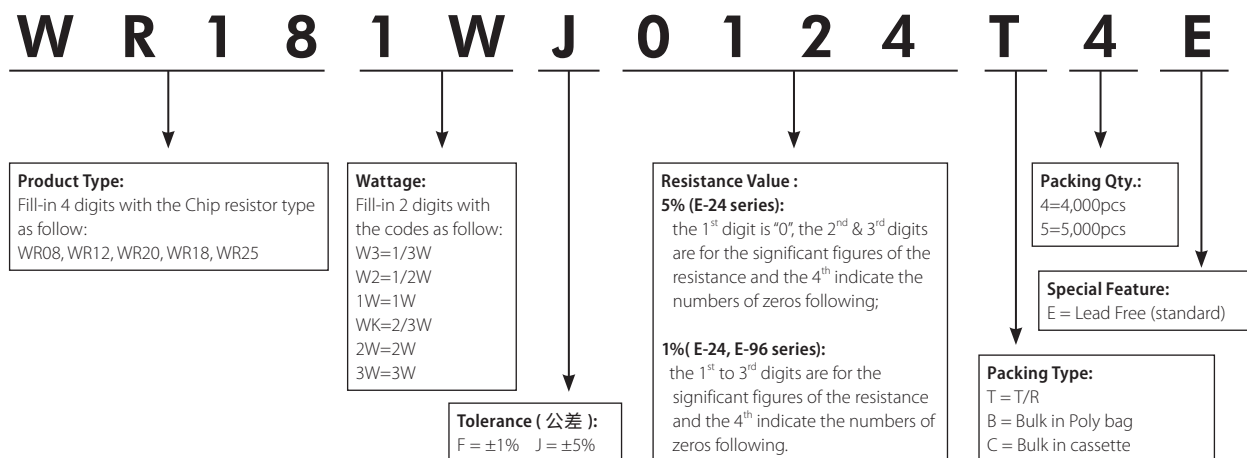 W R 1 8 1 W J 0 1 2 4 T 4 E
Product Type:
Fill-in 4 digits with the Chip resistor type
as follow:
WR08, WR12, WR20, WR18, WR25
Wattage:
Fill-in 2 digits with
the codes as follow:
W3=1/3W
W2=1/2W
1W=1W
WK=2/3W
2W=2W
3W=3W
Tolerance ( 公差 ):
F = ±1% J = ±5%
Resistance Value :
5% (E-24 series):
the 1st digit is "0", the 2nd & 3rd digits
are for the significant figures of the
resistance and the 4th indicate the
numbers of zeros following;
1%( E-24, E-96 series):
the 1st to 3rd digits are for the
significant figures of the resistance
and the 4th indicate the numbers of
zeros following.
Packing Qty.:
4=4,000pcs
5=5,000pcs
Special Feature:
E = Lead Free (standard)
Packing Type:
T = T/R
B = Bulk in Poly bag
C = Bulk in cassette